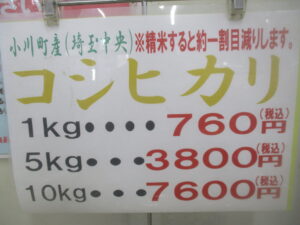 小川町産(埼玉中央)※精米すると約一割目減りします。
コシヒカリ
1kg・・・・760円(税込)
5kg・・・3800円(税込)
10kg・・・7600円(税込)